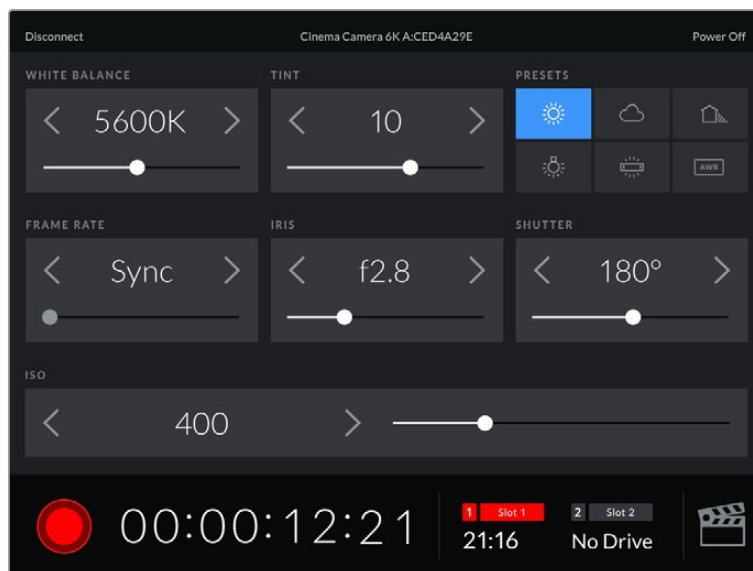 Disconnect Cinema Camera 6K A:CED4A29E Power Off
WHITE BALANCE TINT PRESETS
5600K 10
AWB
FRAME RATE IRIS SHUTTER
Sync f2.8 180°
ISO
400
00:00:12:21
1 Slot 1 2 Slot 2
21:16 No Drive